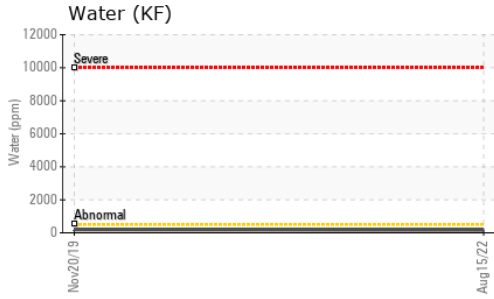 Water (KF)
Water (ppm)
12000
10000
8000
6000
4000
2000
0
Severe
Abnormal
Nov20/19
Aug15/22